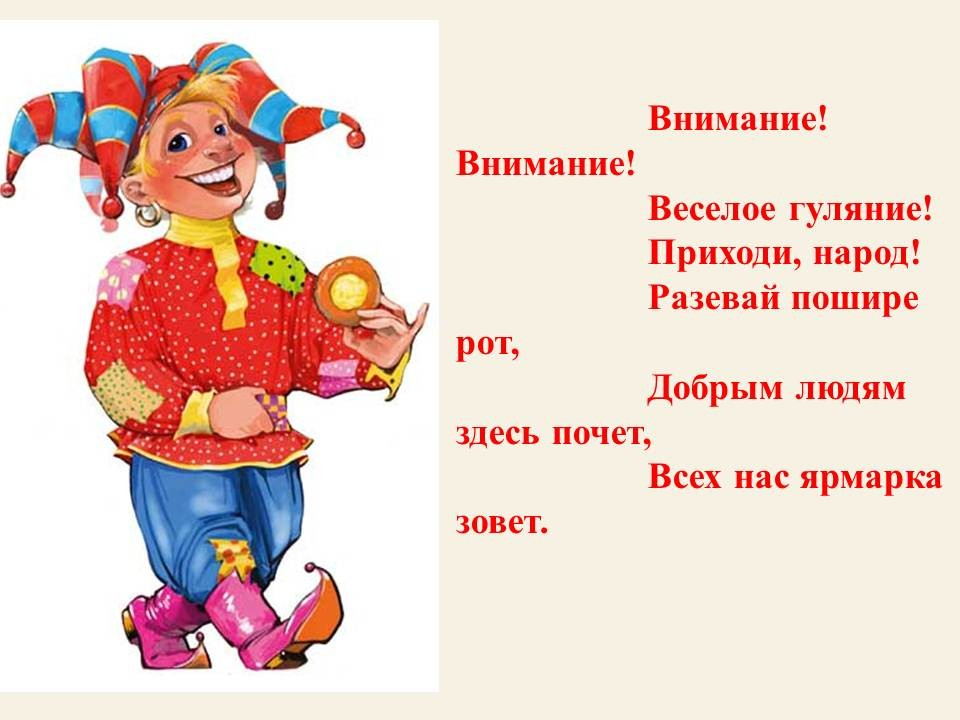 Внимание!
Внимание!
Веселое гуляние!
Приходи, народ!
Разевай пошире
рот,
Добрым людям
здесь почет,
Всех нас ярмарка
зовет.